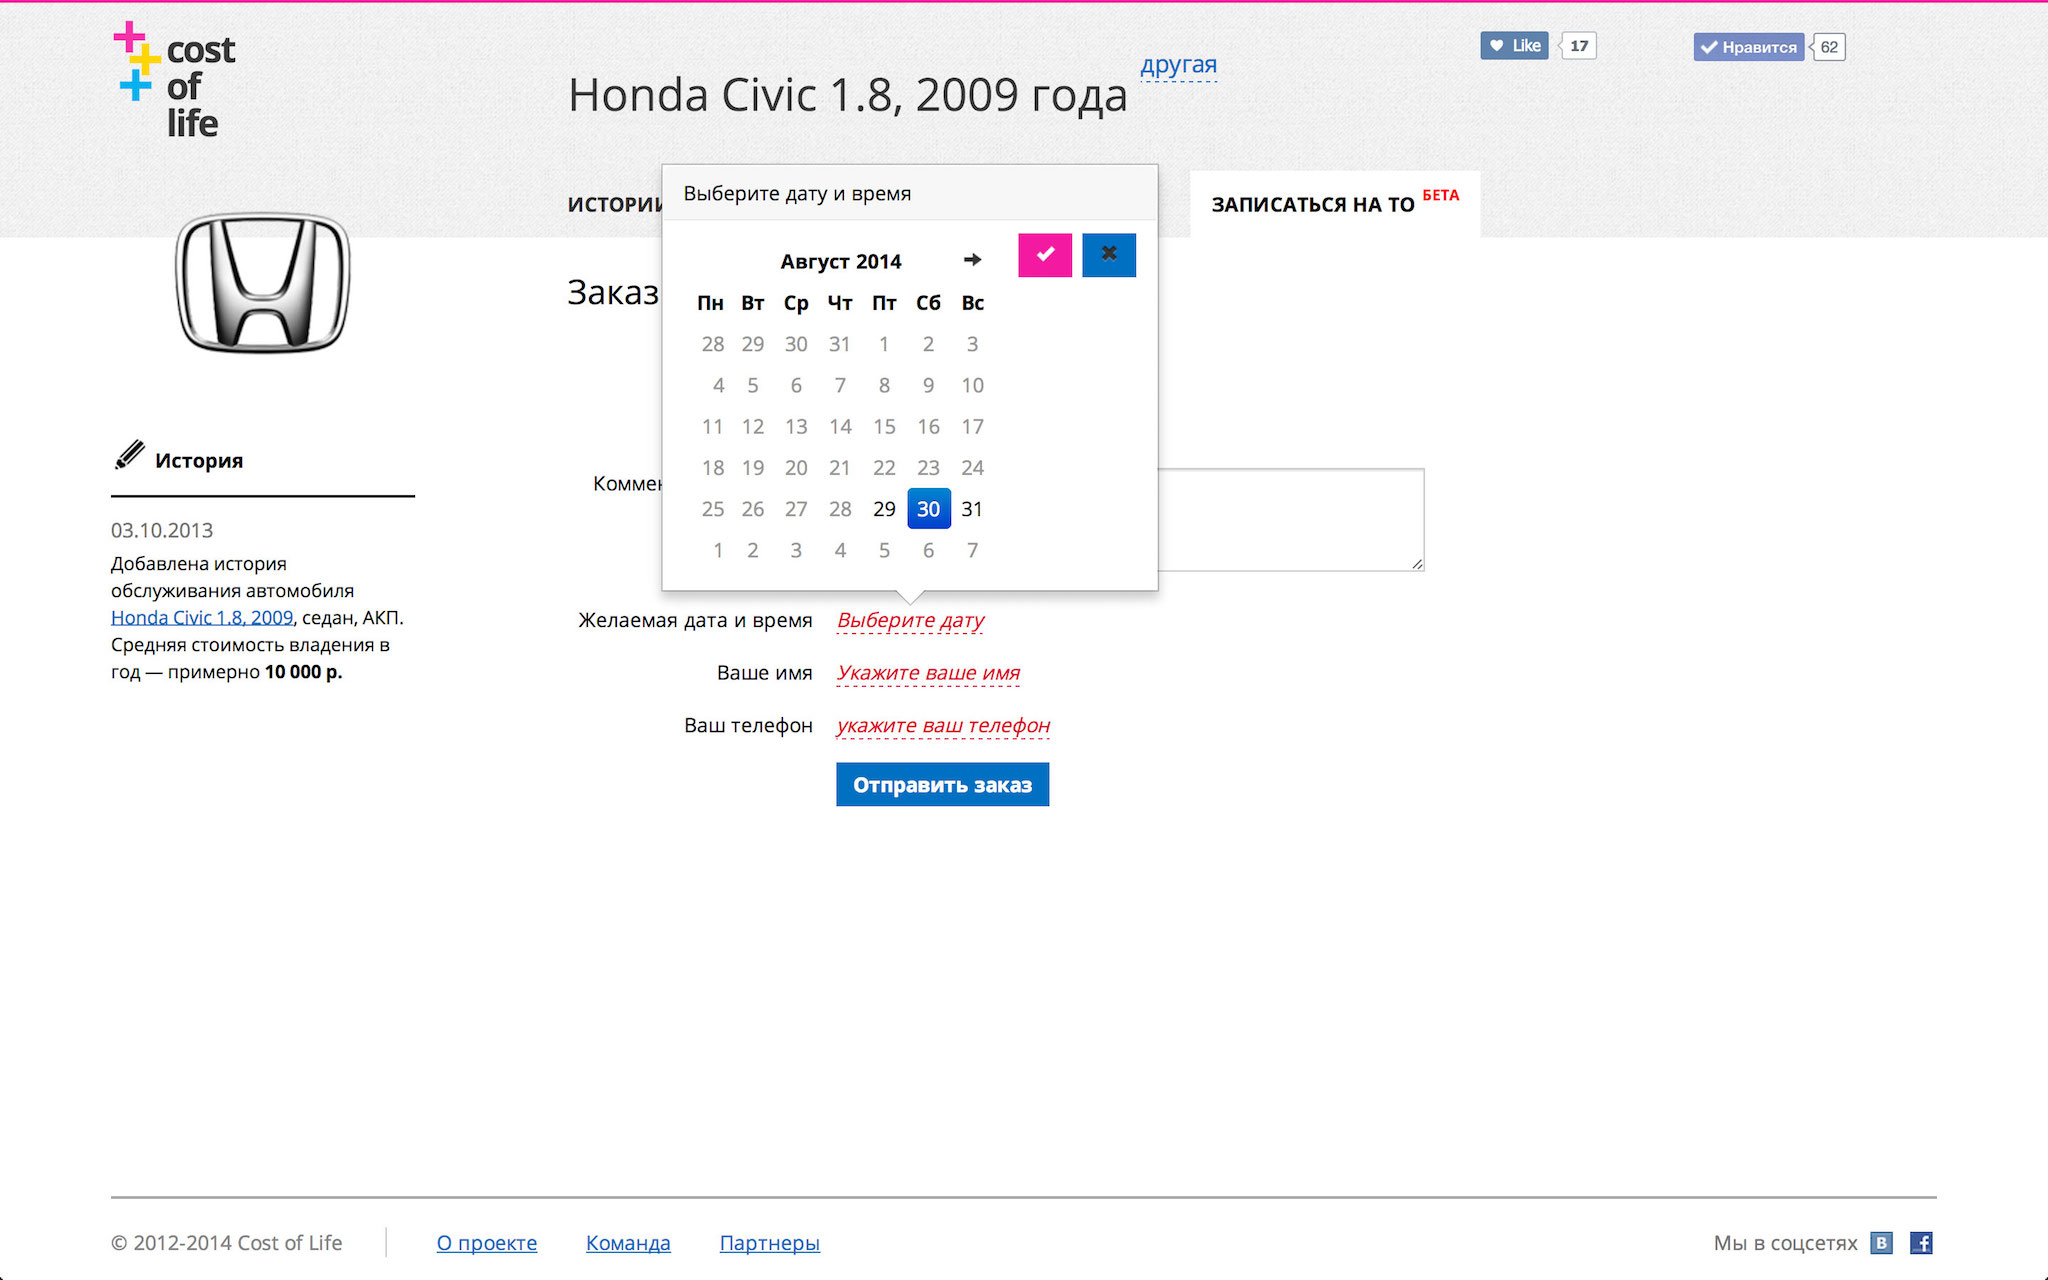 cost
of
life
Honda Civic 1.8, 2009 года
другая
Like 17
Нравится 62
ИСТОРИИ
ЗАПИСАТЬСЯ НА ТО БЕТА
Выберите дату и время
Август 2014
Пн Вт Ср Чт Пт Сб Вс
28 29 30 31 1 2 3
4 5 6 7 8 9 10
11 12 13 14 15 16 17
18 19 20 21 22 23 24
25 26 27 28 29 30 31
1 2 3 4 5 6 7
Заказ
История
03.10.2013
Добавлена история
обслуживания автомобиля
Honda Civic 1.8, 2009, седан, АКП.
Средняя стоимость владения в
год — примерно 10 000 р.
Желаемая дата и время Выберите дату
Ваше имя Укажите ваше имя
Ваш телефон укажите ваш телефон
Отправить заказ
© 2012-2014 Cost of Life
О проекте
Команда
Партнеры
Мы в соцсетях